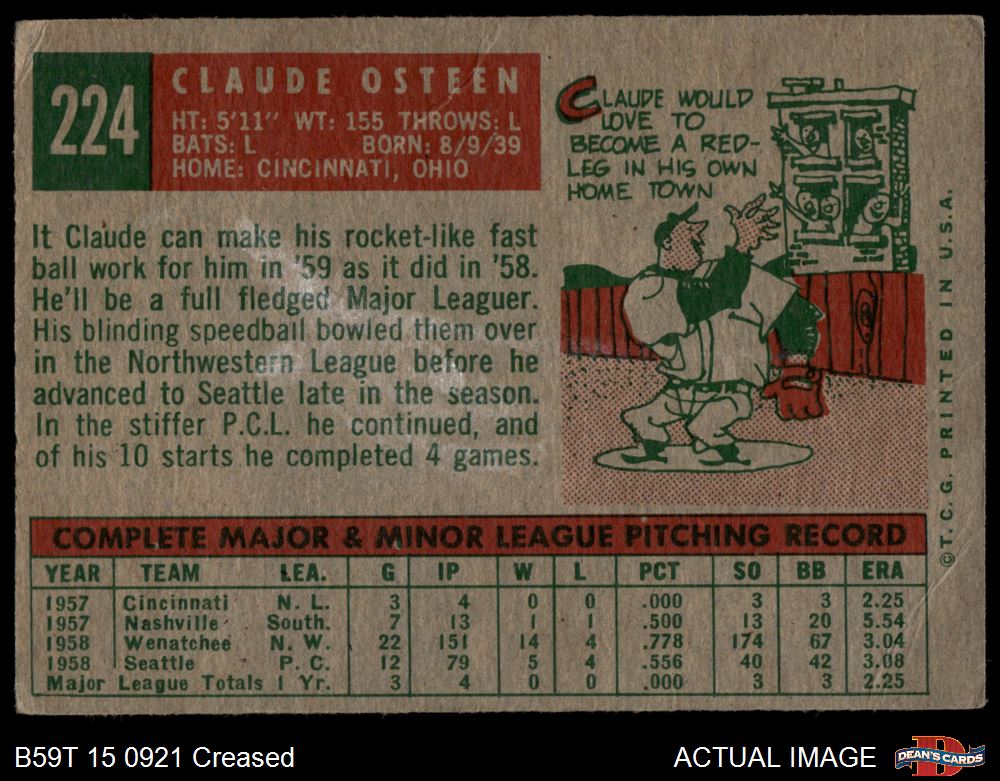 224
CLAUDE OSTEEN
HT: 5'11" WT: 155 THROWS: L
BATS: L BORN: 8/9/39
HOME: CINCINNATI, OHIO
CLAUDE WOULD
LOVE TO
BECOME A RED-
LEG IN HIS OWN
HOME TOWN
It Claude can make his rocket-like fast
ball work for him in '59 as it did in '58.
He'll be a full fledged Major Leaguer.
His blinding speedball bowled them over
in the Northwestern League before he
advanced to Seattle late in the season.
In the stiffer P.C.L. he continued, and
of his 10 starts he completed 4 games.
©T.C.G. PRINTED IN U.S.A.
COMPLETE MAJOR & MINOR LEAGUE PITCHING RECORD
YEAR TEAM LEA. G IP W L PCT SO BB ERA
1957 Cincinnati N. L. 3 4 0 0 .000 3 3 2.25
1957 Nashville South. 7 13 1 1 .500 13 20 5.54
1958 Wenatchee N. W. 22 151 14 4 .778 174 67 3.04
1958 Seattle P. C. 12 79 5 4 .556 40 42 3.08
Major League Totals 1 Yr. 3 4 0 0 .000 3 3 2.25
B59T 15 0921 Creased
ACTUAL IMAGE
D
DEAN'S CARDS